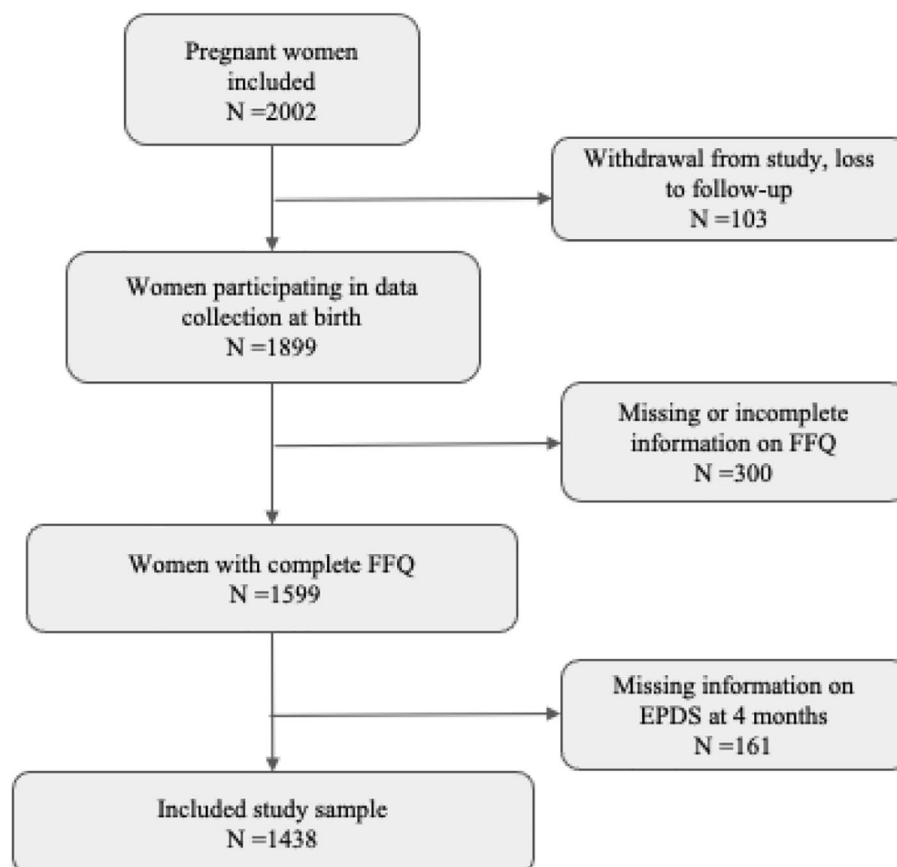 Pregnant women
included
N =2002
Withdrawal from study, loss
to follow-up
N =103
Women participating in data
collection at birth
N =1899
Missing or incomplete
information on FFQ
N =300
Women with complete FFQ
N =1599
Missing information on
EPDS at 4 months
N =161
Included study sample
N =1438